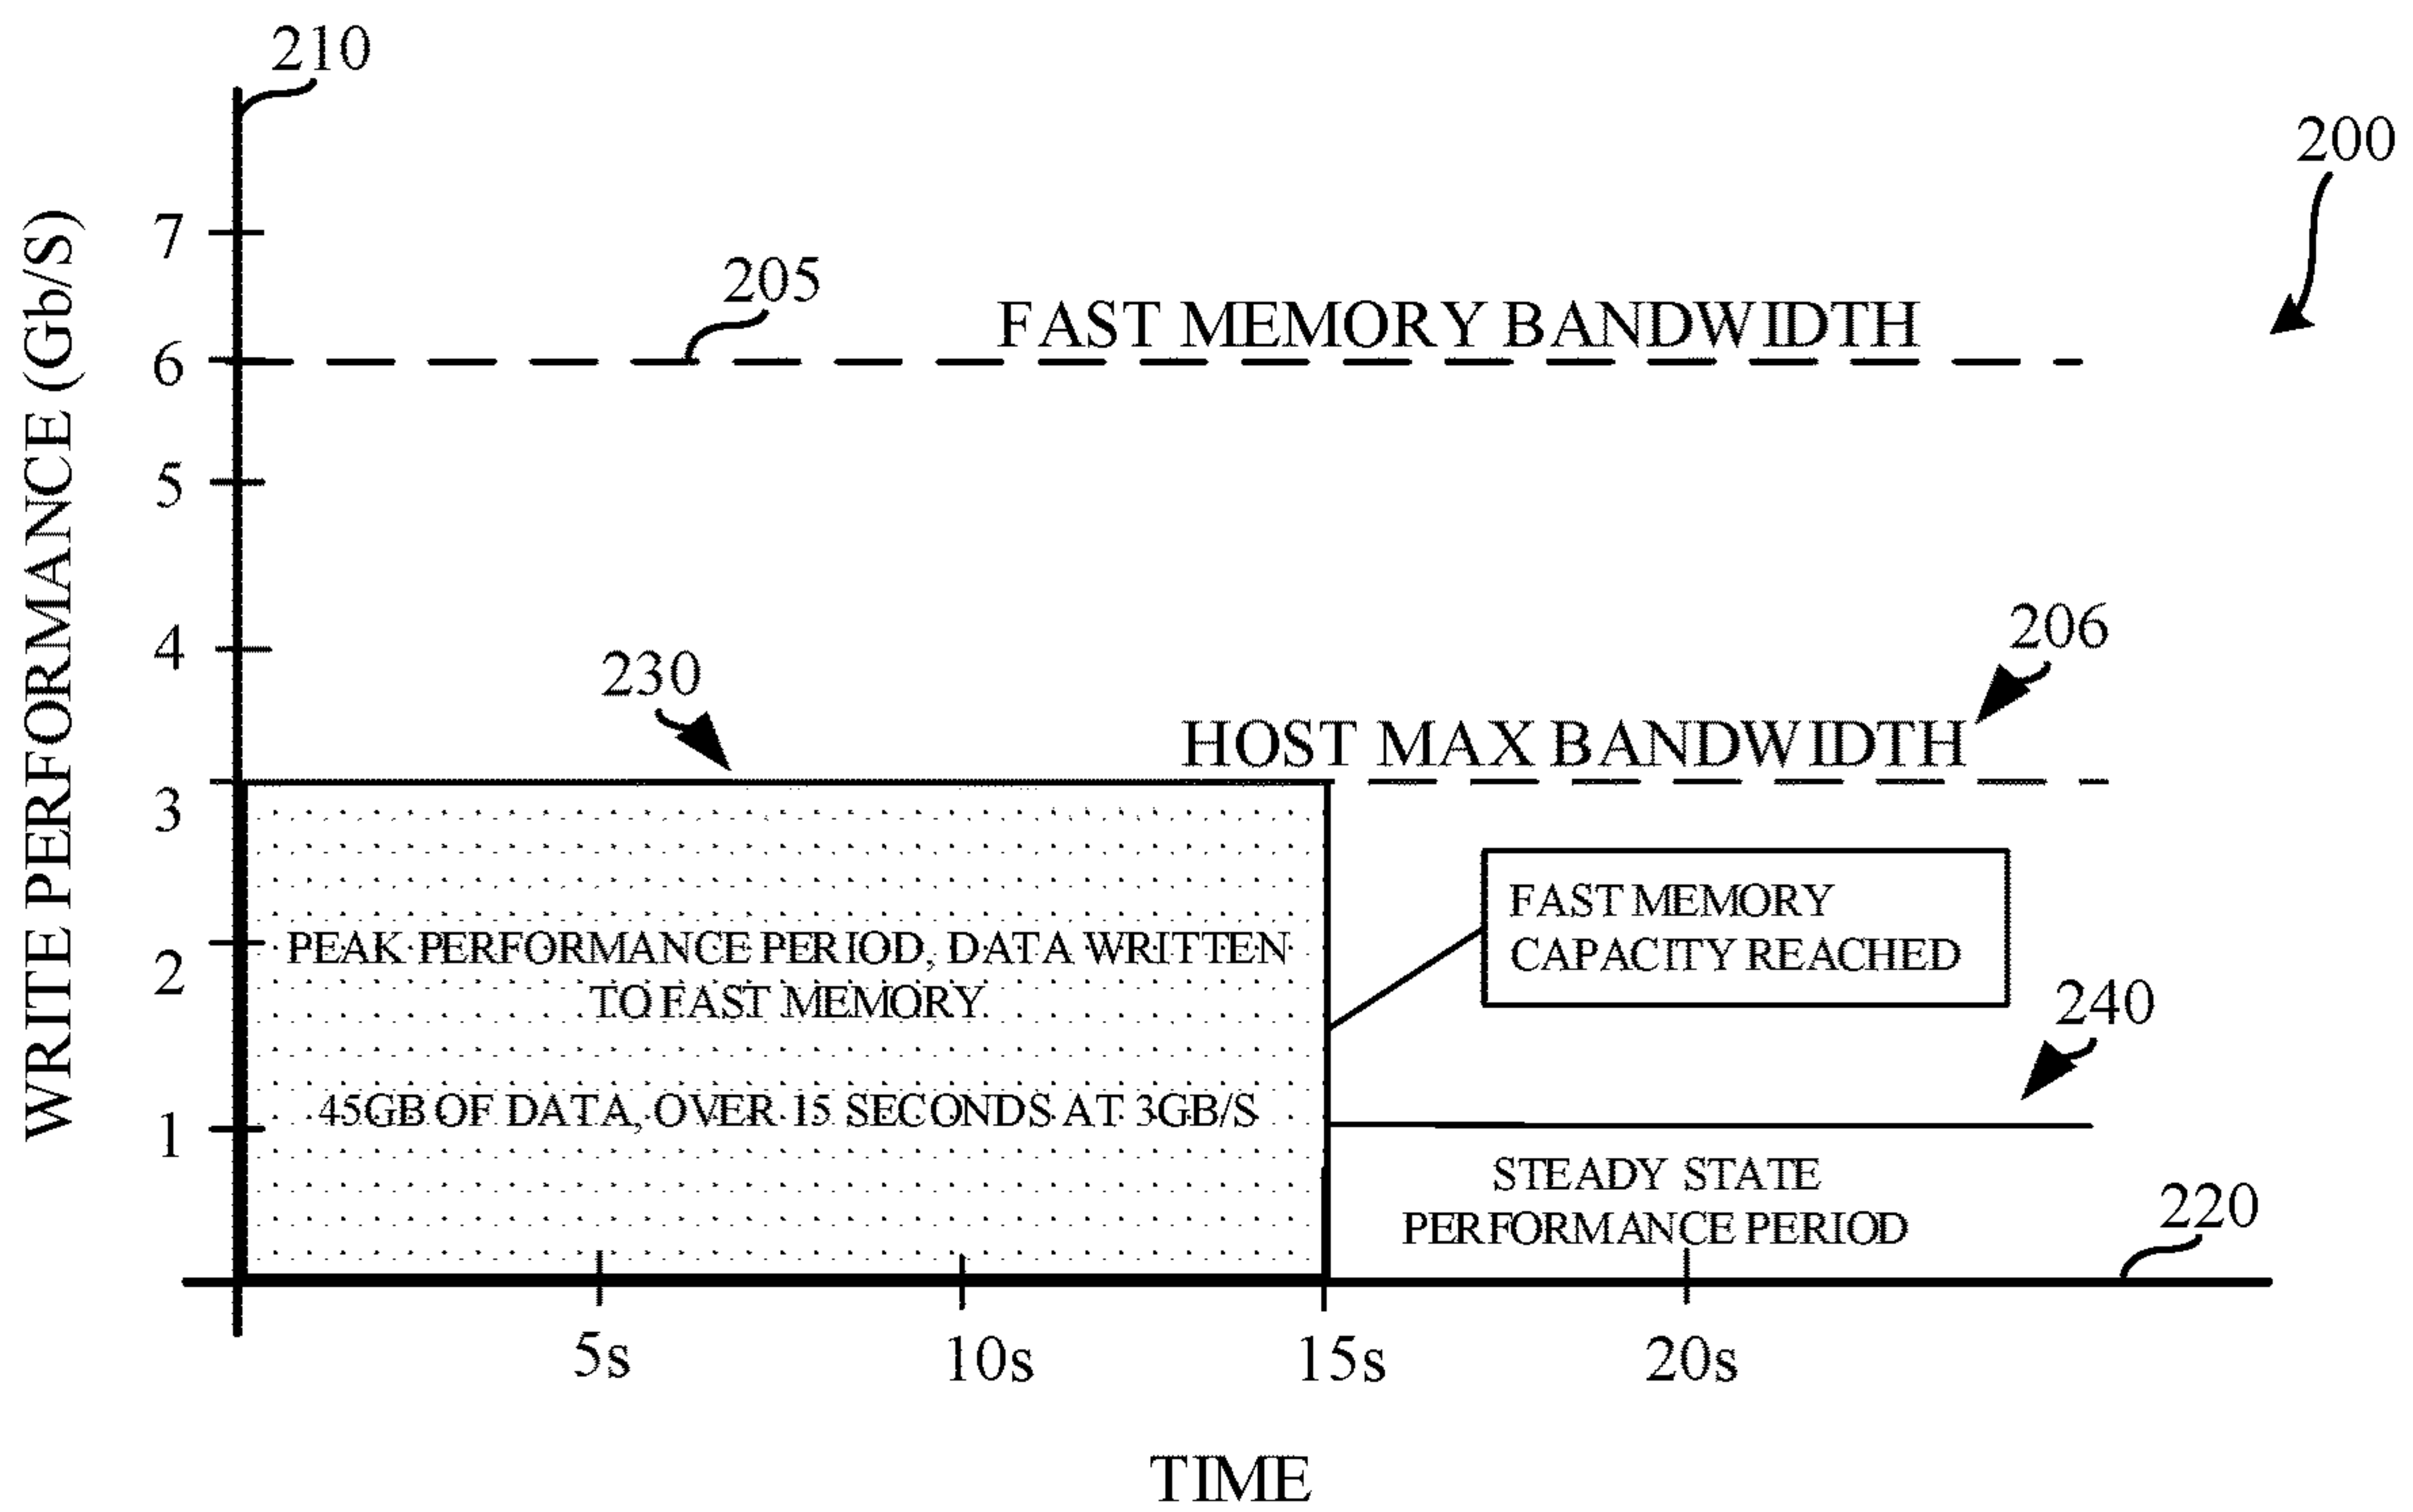 210
200
WRITE PERFORMANCE (Gb/S)
7
205
FAST MEMORY BANDWIDTH
6
5
206
4
230
HOST MAX BANDWIDTH
3
FAST MEMORY
CAPACITY REACHED
PEAK PERFORMANCE PERIOD, DATA WRITTEN
TO FAST MEMORY
2
240
45GB OF DATA, OVER 15 SECONDS AT 3GB/S
1
STEADY STATE
PERFORMANCE PERIOD
220
5s
10s
15s
20s
TIME